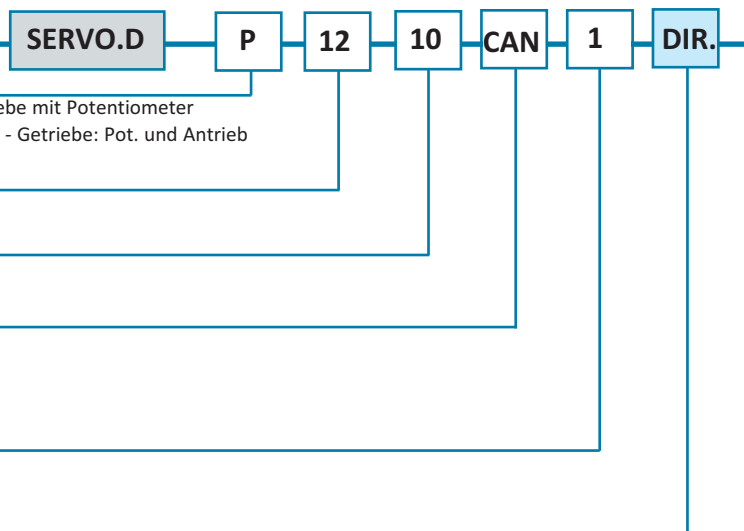 SERVO.D P 12 10 CAN 1 DIR.
ebe mit Potentiometer
- Getriebe: Pot. und Antrieb